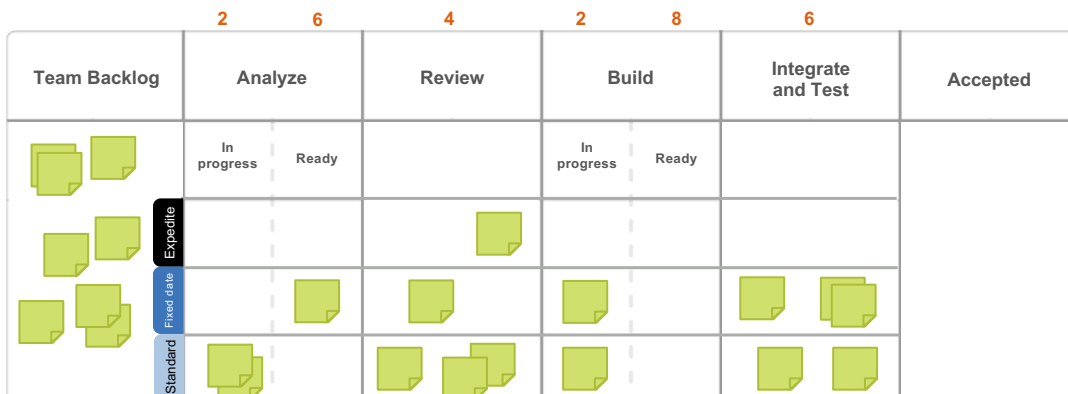 2 6 4 2 8 6
Team Backlog Analyze Review Build Integrate and Test Accepted
In progress Ready In progress Ready
Expedite
Fixed date
Standard